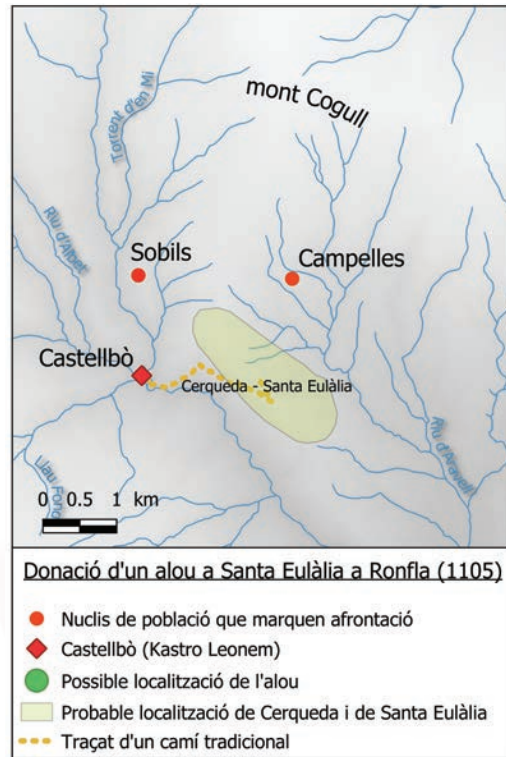 mont Cogull
Torrent d'en Mi
Riu d'Albet
Sobils
Campelles
Castellbò
Cerqueda - Santa Eulàlia
Riu d'Aravell
Llau Fonda
0 0.5 1 km
Donació d'un alou a Santa Eulàlia a Ronfla (1105)
Nuclis de població que marquen afrontació
Castellbò (Kastro Leonem)
Possible localització de l'alou
Probable localització de Cerqueda i de Santa Eulàlia
Traçat d'un camí tradicional